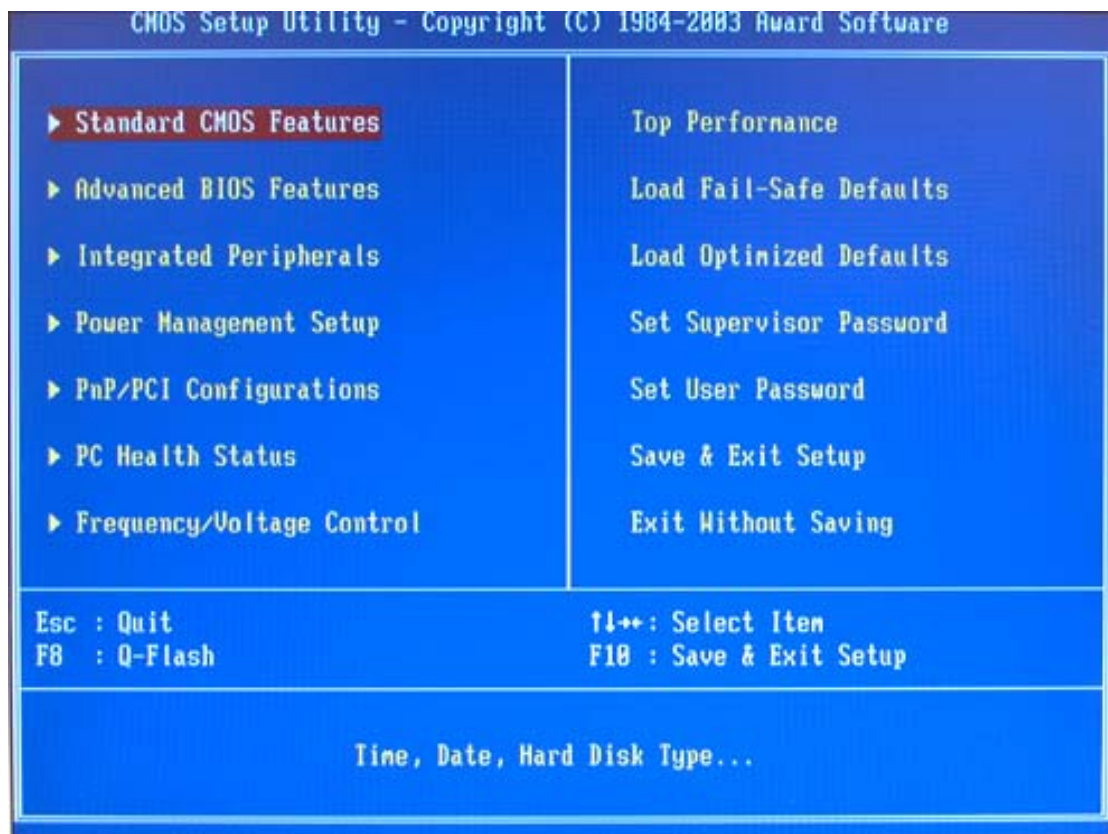 CMOS Setup Utility - Copyright (C) 1984-2003 Award Software
▶ Standard CMOS Features
▶ Advanced BIOS Features
▶ Integrated Peripherals
▶ Power Management Setup
▶ PnP/PCI Configurations
▶ PC Health Status
▶ Frequency/Voltage Control
Top Performance
Load Fail-Safe Defaults
Load Optimized Defaults
Set Supervisor Password
Set User Password
Save & Exit Setup
Exit Without Saving
Esc : Quit
F8 : Q-Flash
↑↓→←: Select Item
F10 : Save & Exit Setup
Time, Date, Hard Disk Type...